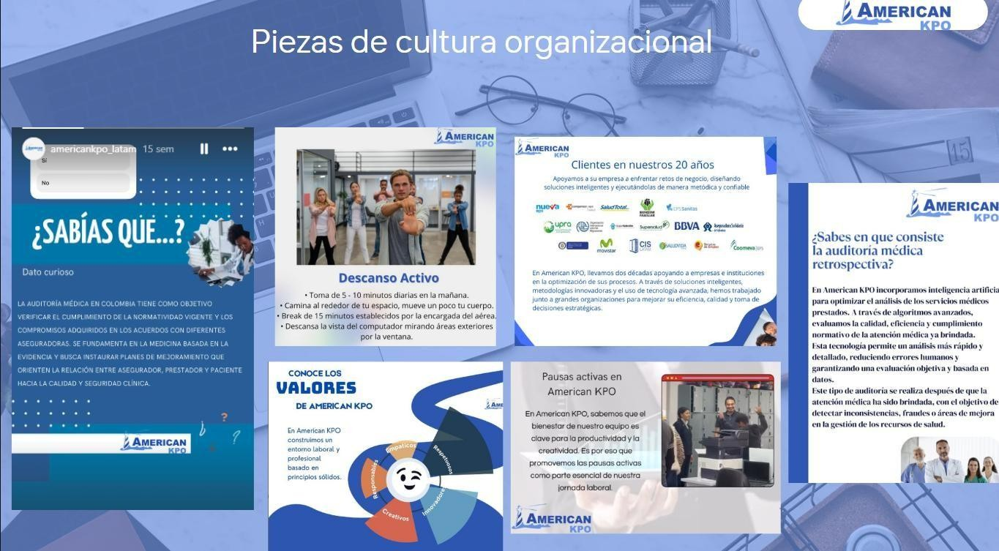 AMERICAN
KPO
Piezas de cultura organizacional
americankpo_latam 15 sem
Sí
No
¿SABÍAS QUE...?
Dato curioso
LA AUDITORÍA MÉDICA EN COLOMBIA TIENE COMO OBJETIVO
VERIFICAR EL CUMPLIMIENTO DE LA NORMATIVIDAD VIGENTE Y LOS
COMPROMISOS ADQUIRIDOS EN LOS ACUERDOS CON DIFERENTES
ASEGURADORAS. SE FUNDAMENTA EN LA MEDICINA BASADA EN LA
EVIDENCIA Y BUSCA INSTAURAR PLANES DE MEJORAMIENTO QUE
ORIENTEN LA RELACIÓN ENTRE ASEGURADOR, PRESTADOR Y PACIENTE
HACIA LA CALIDAD Y SEGURIDAD CLÍNICA.
AMERICAN
KPO
AMERICAN
KPO
Descanso Activo
• Toma de 5 - 10 minutos diarias en la mañana.
• Camina al rededor de tu espacio, mueve un poco tu cuerpo.
• Break de 15 minutos establecidos por la encargada del aérea.
• Descansa la vista del computador mirando áreas exteriores
por la ventana.
AMERICAN
KPO
Clientes en nuestros 20 años
Apoyamos a su empresa a enfrentar retos de negocio, diseñando
soluciones inteligentes y ejecutándolas de manera metódica y confiable
nueva
eps
SaludTotal
BIENESTAR
FAMILIAR
EPS Sanitas
upra
Supersalud
BBVA
Aseguradora Solidaria
movistar
CIS
LATAM
SALUDVIDA
Coomeva EPS
En American KPO, llevamos dos décadas apoyando a empresas e instituciones
en la optimización de sus procesos. A través de soluciones inteligentes,
metodologías innovadoras y el uso de tecnología avanzada, hemos trabajado
junto a grandes organizaciones para mejorar su eficiencia, calidad y toma de
decisiones estratégicas.
15
AMERICAN
KPO
¿Sabes en que consiste
la auditoría médica
retrospectiva?
En American KPO incorporamos inteligencia artificia
para optimizar el análisis de los servicios médicos
prestados. A través de algoritmos avanzados,
evaluamos la calidad, eficiencia y cumplimiento
normativo de la atención médica ya brindada.
Esta tecnología permite un análisis más rápido y
detallado, reduciendo errores humanos y
garantizando una evaluación objetiva y basada en
datos.
Este tipo de auditoría se realiza después de que la
atención médica ha sido brindada, con el objetivo de
detectar inconsistencias, fraudes o áreas de mejora
en la gestión de los recursos de salud.
CONOCE LOS
VALORES
DE AMERICAN KPO
AME
En American KPO
construimos un
entorno laboral y
profesional
basado en
principios sólidos.
Empaticos
Respetuosos
Responsables
Innovadores
Creativos
Pausas activas en
American KPO
En American KPO, sabemos que el
bienestar de nuestro equipo es
clave para la productividad y la
creatividad. Es por eso que
promovemos las pausas activas
como parte esencial de nuestra
jornada laboral.
AMERICAN
KPO